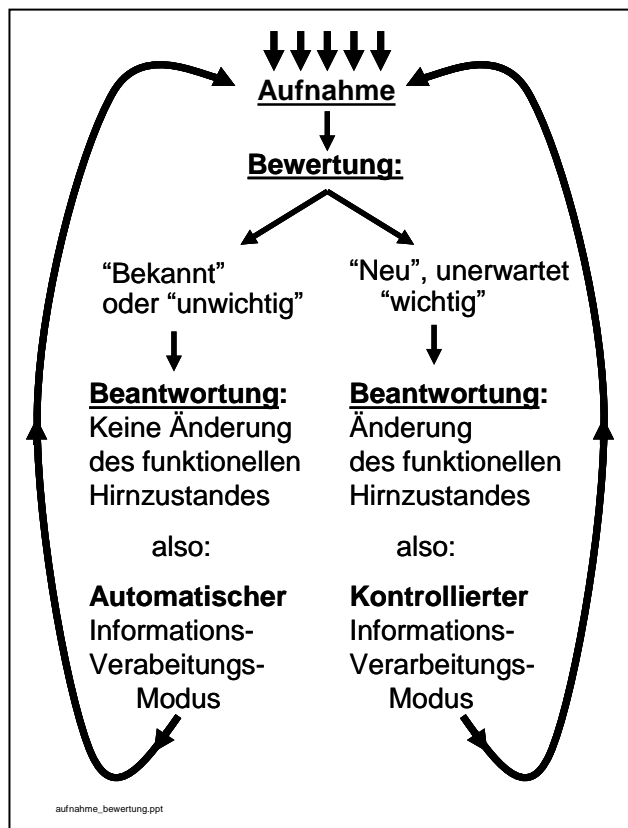 Aufnahme
Bewertung:
“Bekannt”
oder “unwichtig”
“Neu”, unerwartet
“wichtig”
Beantwortung:
Keine Änderung
des funktionellen
Hirnzustandes
also:
Automatischer
Informations-
Verabeitungs-
Modus
Beantwortung:
Änderung
des funktionellen
Hirnzustandes
also:
Kontrollierter
Informations-
Verarbeitungs-
Modus
aufnahme_bewertung.ppt